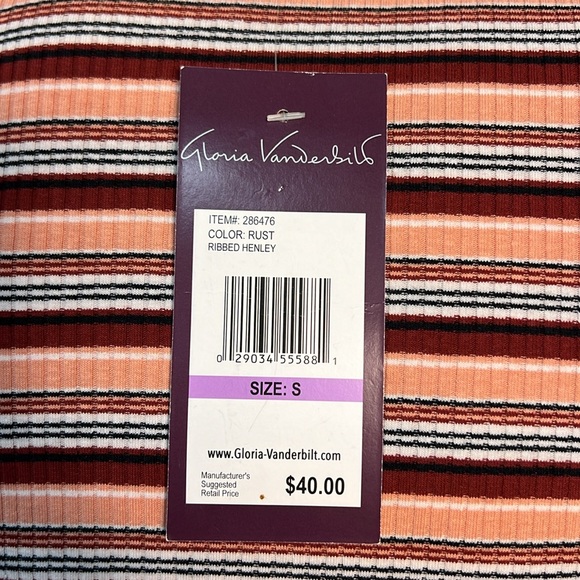 Gloria Vanderbilt
ITEM#: 286476
COLOR: RUST
RIBBED HENLEY
0 29034 55588 1
SIZE: S
www.Gloria-Vanderbilt.com
Manufacturer's
Suggested
Retail Price
$40.00